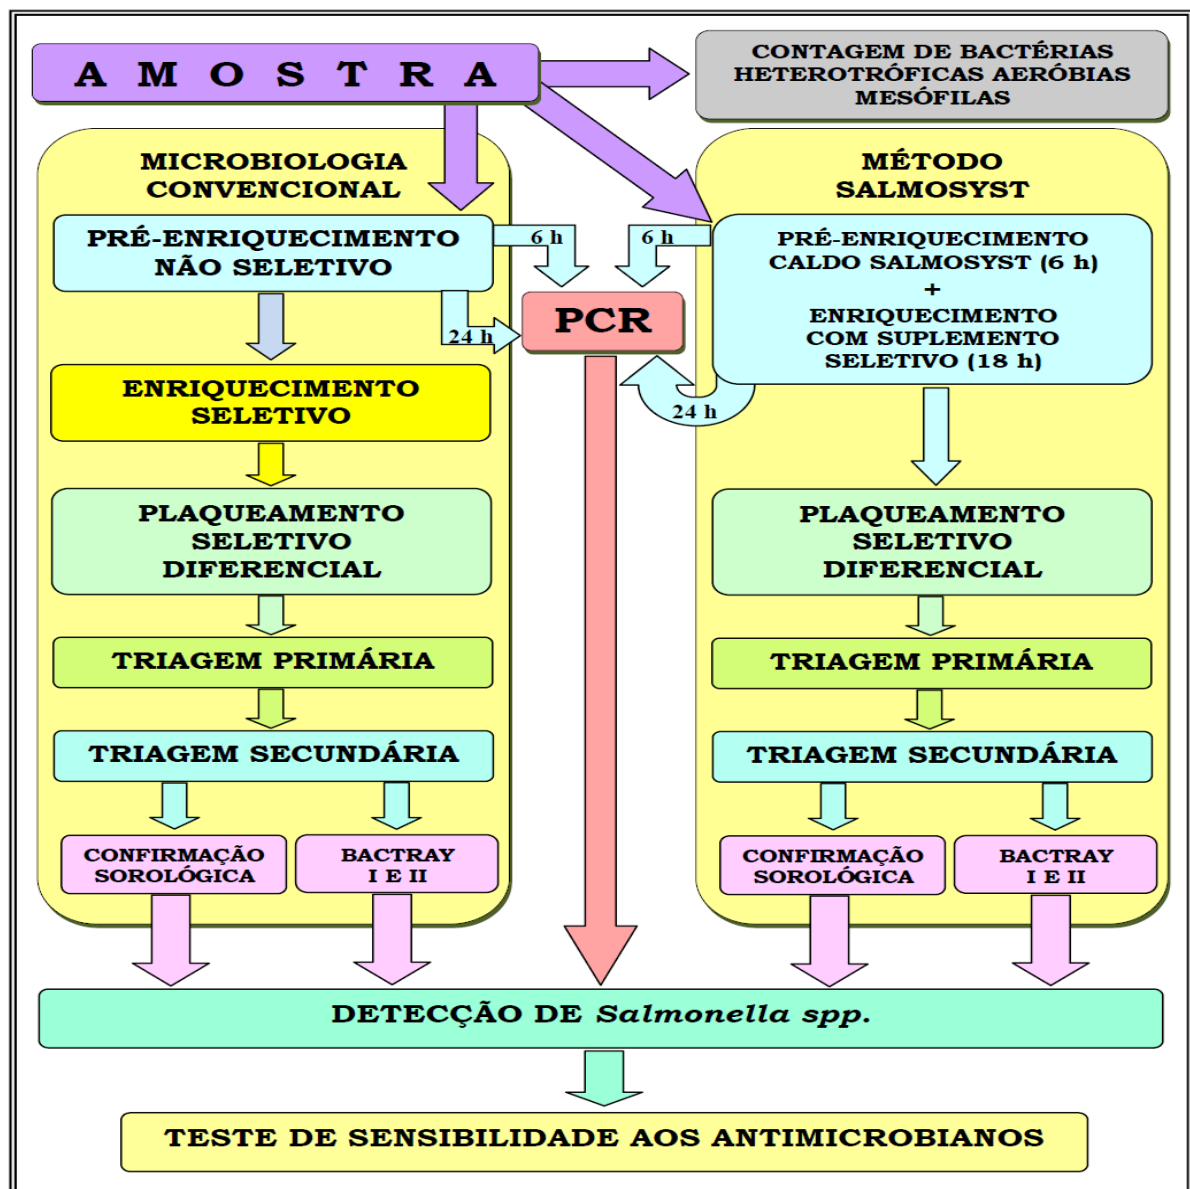 A M O S T R A
CONTAGEM DE BACTÉRIAS
HETEROTRÓFICAS AERÓBIAS
MESÓFILAS
MICROBIOLOGIA
CONVENCIONAL
PRÉ-ENRIQUECIMENTO
NÃO SELETIVO
6 h
24 h
ENRIQUECIMENTO
SELETIVO
PLAQUEAMENTO
SELETIVO
DIFERENCIAL
TRIAGEM PRIMÁRIA
TRIAGEM SECUNDÁRIA
CONFIRMAÇÃO
SOROLÓGICA
BACTRAY
I E II
PCR
MÉTODO
SALMOSYST
6 h
PRÉ-ENRIQUECIMENTO
CALDO SALMOSYST (6 h)
+
ENRIQUECIMENTO
COM SUPLEMENTO
SELETIVO (18 h)
24 h
PLAQUEAMENTO
SELETIVO
DIFERENCIAL
TRIAGEM PRIMÁRIA
TRIAGEM SECUNDÁRIA
CONFIRMAÇÃO
SOROLÓGICA
BACTRAY
I E II
DETECÇÃO DE Salmonella spp.
TESTE DE SENSIBILIDADE AOS ANTIMICROBIANOS